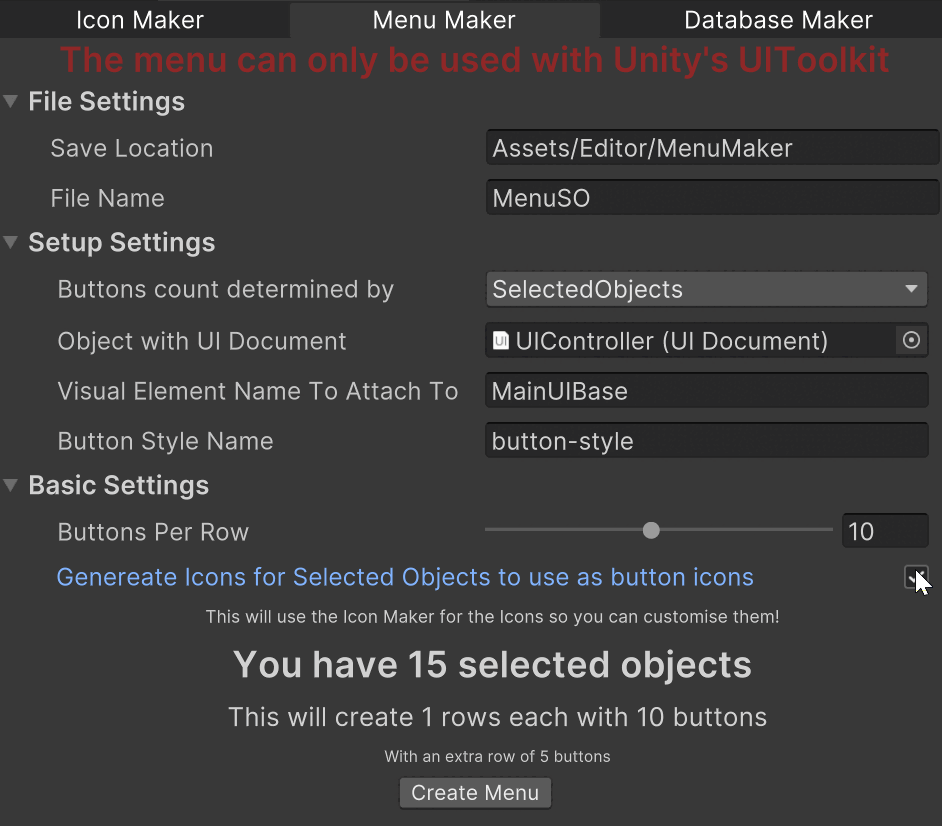 Icon Maker Menu Maker Database Maker
The menu can only be used with Unity's UIToolkit
File Settings
Save Location Assets/Editor/MenuMaker
File Name MenuSO
Setup Settings
Buttons count determined by SelectedObjects
Object with UI Document UIController (UI Document)
Visual Element Name To Attach To MainUIBase
Button Style Name button-style
Basic Settings
Buttons Per Row 10
Genereate Icons for Selected Objects to use as button icons
This will use the Icon Maker for the Icons so you can customise them!
You have 15 selected objects
This will create 1 rows each with 10 buttons
With an extra row of 5 buttons
Create Menu